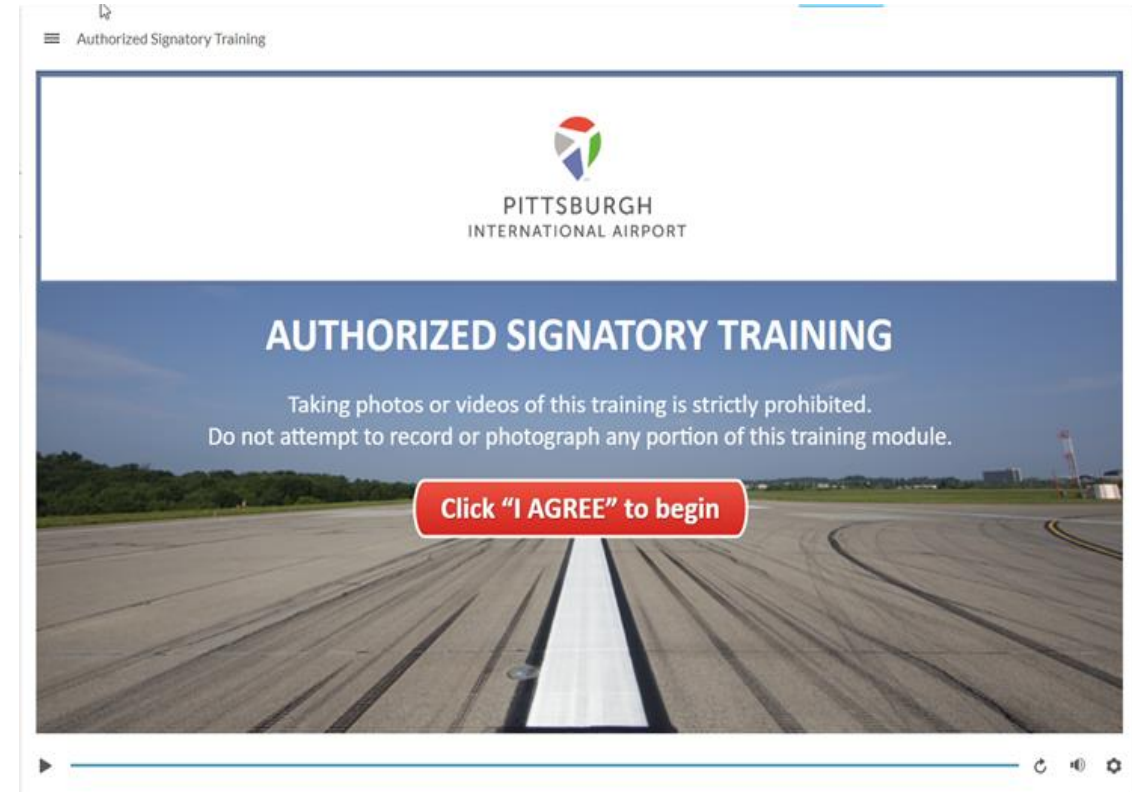 Authorized Signatory Training
PITTSBURGH
INTERNATIONAL AIRPORT
AUTHORIZED SIGNATORY TRAINING
Taking photos or videos of this training is strictly prohibited.
Do not attempt to record or photograph any portion of this training module.
Click “I AGREE” to begin